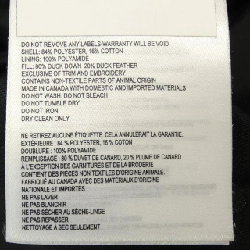 DO NOT REMOVE ANY LABELS-WARRANTY WILL BE VOID
SHELL: 84% POLYESTER, 16% COTTON
LINING: 100% POLYAMIDE
FILL: 80% DUCK DOWN 20% DUCK FEATHER
EXCLUSIVE OF TRIM AND EMBROIDERY
CONTAINS NON-TEXTILE PARTS OF ANIMAL ORIGIN
MADE IN CANADA WITH DOMESTIC AND IMPORTED MATERIALS
DO NOT WASH. DO NOT BLEACH
DO NOT TUMBLE DRY
DO NOT IRON
DRY CLEAN ONLY
NE RETIREZ AUCUNE ÉTIQUETTE. CELA ANNULERAIT LA GARANTIE.
EXTÉRIEURE: 84 % POLYESTER, 16 % COTON
DOUBLURE: 100% POLYAMIDE
REMPLISSAGE: 80 % DUVET DE CANARD, 20 % PLUME DE CANARD
À L'EXCEPTION DES GARNITURES ET DE LA BRODERIE
CONTIENT DES PIÈCES NON TEXTILES D'ORIGINE ANIMALE.
FABRIQUÉ AU CANADA AVEC DES MATÉRIAUX D'ORIGINE
NATIONALE ET IMPORTÉS
NE PAS LAVER
NE PAS BLANCHIR
NE PAS SÉCHER AU SÈCHE-LINGE
NE PAS REPASSER
NETTOYAGE À SEC SEULEMENT